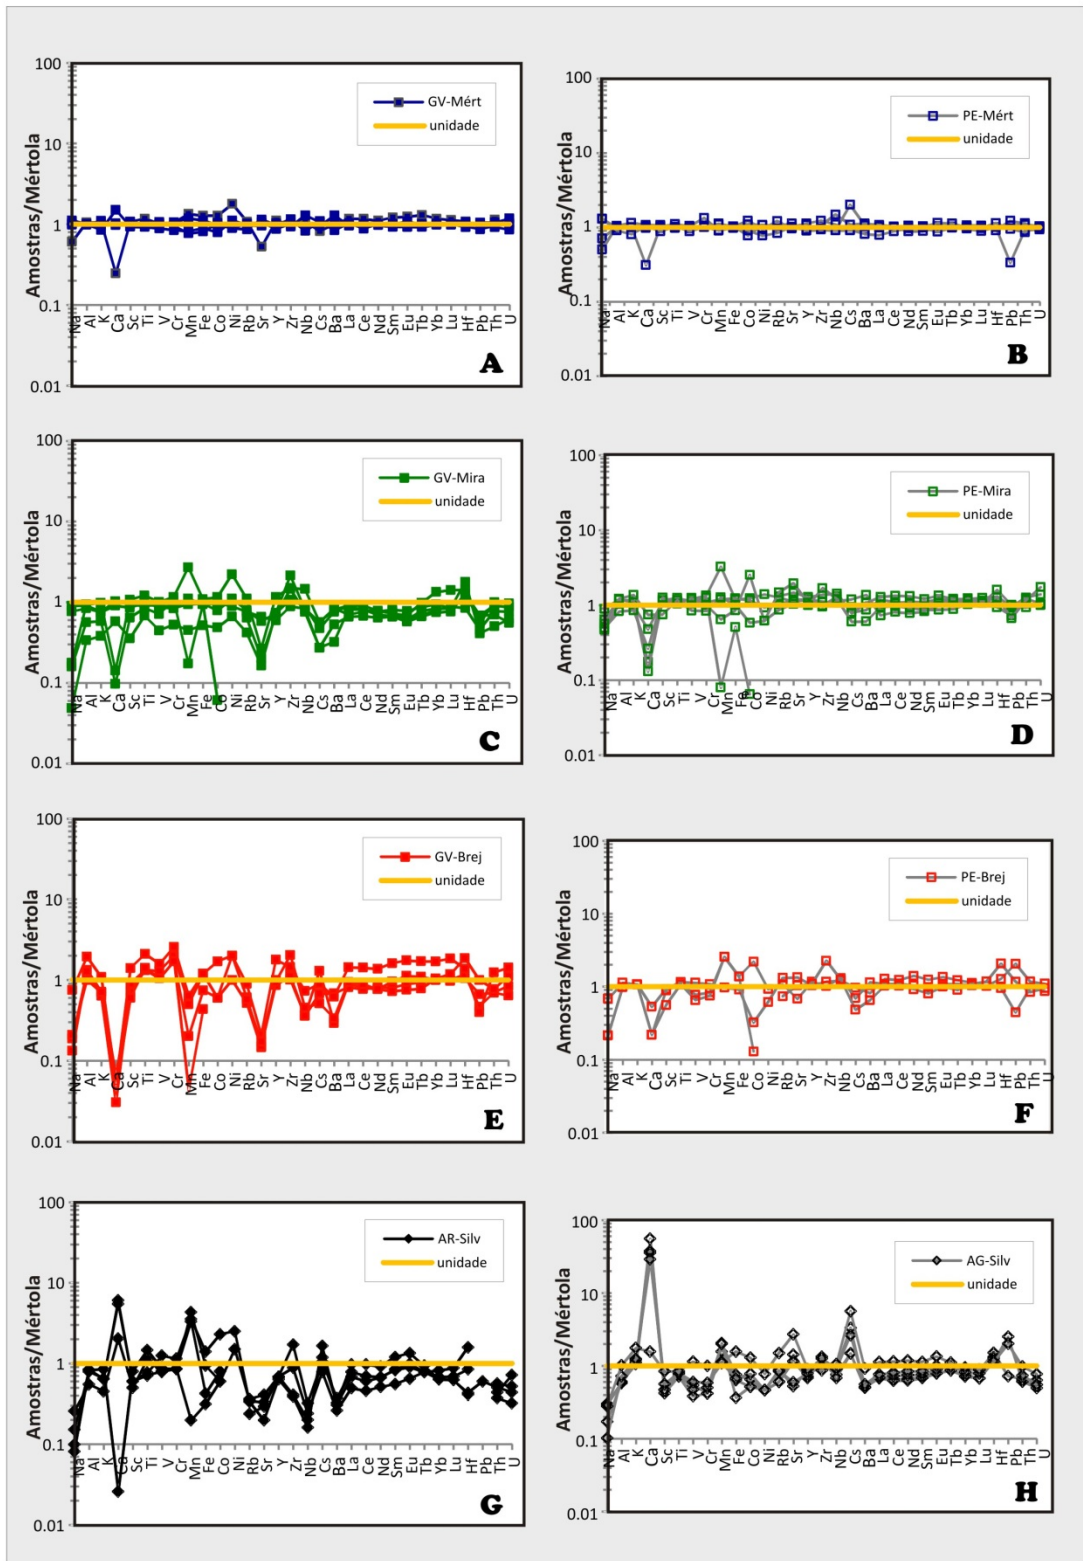 100
10
1
0.1
0.01
Amostras/Mértola
GV-Mért
unidade
Na Al K Ca Sc Ti V Cr Mn Fe Co Ni Rb Sr Y Zr Nb Cs Ba La Ce Nd Sm Eu Tb Yb Lu Hf Pb Th U
A
100
10
1
0.1
0.01
Amostras/Mértola
PE-Mért
unidade
Na Al K Ca Sc Ti V Cr Mn Fe Co Ni Rb Sr Y Zr Nb Cs Ba La Ce Nd Sm Eu Tb Yb Lu Hf Pb Th U
B
100
10
1
0.1
0.01
Amostras/Mértola
GV-Mira
unidade
Na Al K Ca Sc Ti V Cr Mn Fe Co Ni Rb Sr Y Zr Nb Cs Ba La Ce Nd Sm Eu Tb Yb Lu Hf Pb Th U
C
100
10
1
0.1
0.01
Amostras/Mértola
PE-Mira
unidade
Na Al K Ca Sc Ti V Cr Mn Fe Co Ni Rb Sr Y Zr Nb Cs Ba La Ce Nd Sm Eu Tb Yb Lu Hf Pb Th U
D
100
10
1
0.1
0.01
Amostras/Mértola
GV-Brej
unidade
Na Al K Ca Sc Ti V Cr Mn Fe Co Ni Rb Sr Y Zr Nb Cs Ba La Ce Nd Sm Eu Tb Yb Lu Hf Pb Th U
E
100
10
1
0.1
0.01
Amostras/Mértola
PE-Brej
unidade
Na Al K Ca Sc Ti V Cr Mn Fe Co Ni Rb Sr Y Zr Nb Cs Ba La Ce Nd Sm Eu Tb Yb Lu Hf Pb Th U
F
100
10
1
0.1
0.01
Amostras/Mértola
AR-Silv
unidade
Na Al K Ca Sc Ti V Cr Mn Fe Co Ni Rb Sr Y Zr Nb Cs Ba La Ce Nd Sm Eu Tb Yb Lu Hf Pb Th U
G
100
10
1
0.1
0.01
Amostras/Mértola
AG-Silv
unidade
Na Al K Ca Sc Ti V Cr Mn Fe Co Ni Rb Sr Y Zr Nb Cs Ba La Ce Nd Sm Eu Tb Yb Lu Hf Pb Th U
H